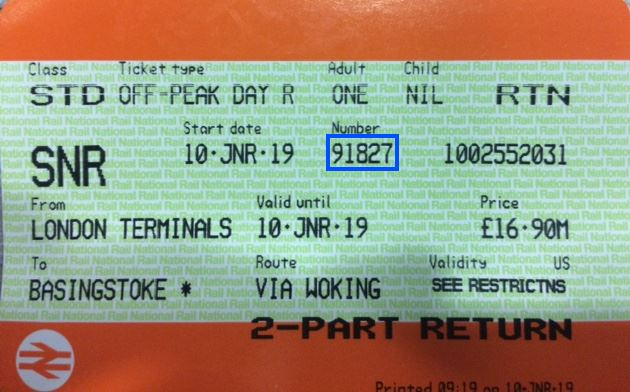 Class Ticket type Adult Child
STD OFF-PEAK DAY R ONE NIL RTN
Start date Number
SNR 10·JNR·19 91827 1002552031
From Valid until Price
LONDON TERMINALS 10·JNR·19 £16·90M
To Route Validity US
BASINGSTOKE * VIA WOKING SEE RESTRICTNS
2-PART RETURN
Printed 09:19 on 10·JNR·19